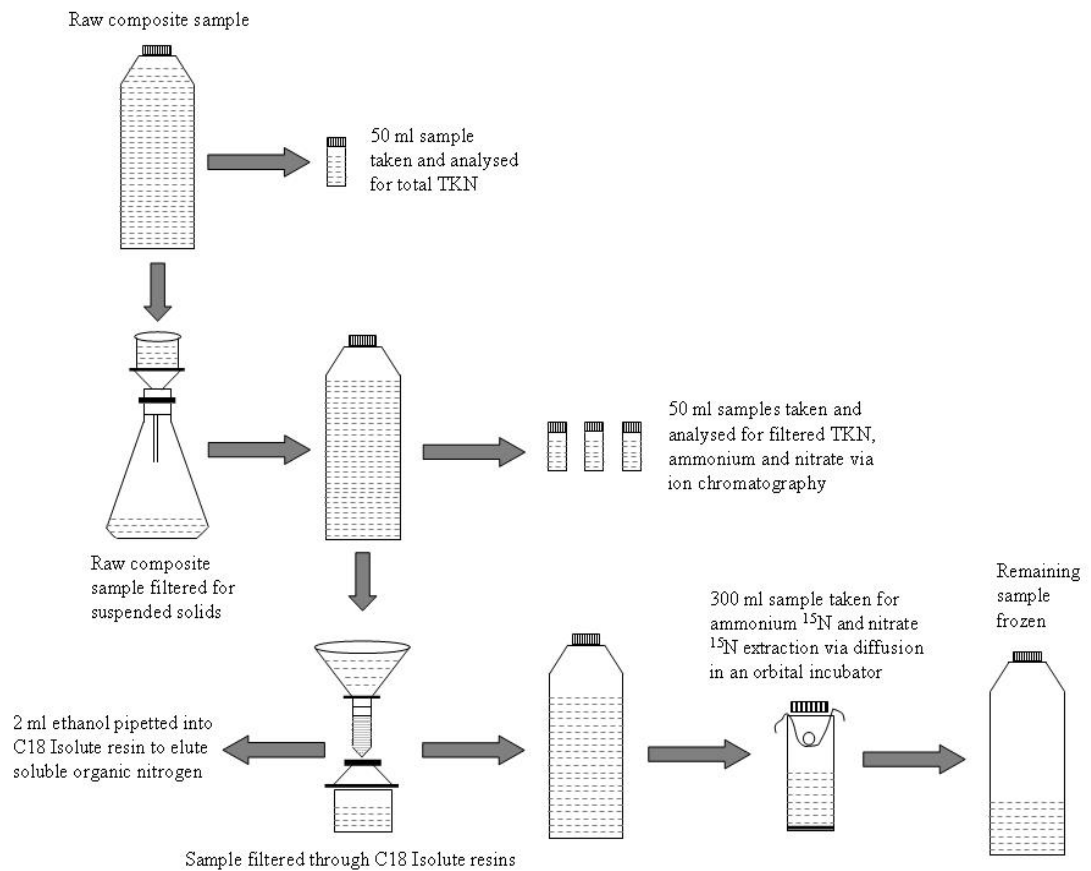 Raw composite sample
50 ml sample
taken and analysed
for total TKN
50 ml samples taken and
analysed for filtered TKN,
ammonium and nitrate via
ion chromatography
Raw composite
sample filtered for
suspended solids
300 ml sample taken for
ammonium ¹⁵N and nitrate
¹⁵N extraction via diffusion
in an orbital incubator
Remaining
sample
frozen
2 ml ethanol pipetted into
C18 Isolute resin to elute
soluble organic nitrogen
Sample filtered through C18 Isolute resins